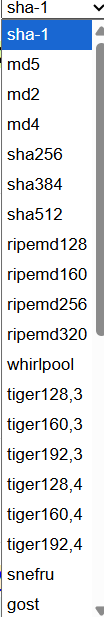 sha-1
sha-1
md5
md2
md4
sha256
sha384
sha512
ripemd128
ripemd160
ripemd256
ripemd320
whirlpool
tiger128,3
tiger160,3
tiger192,3
tiger128,4
tiger160,4
tiger192,4
snefru
gost